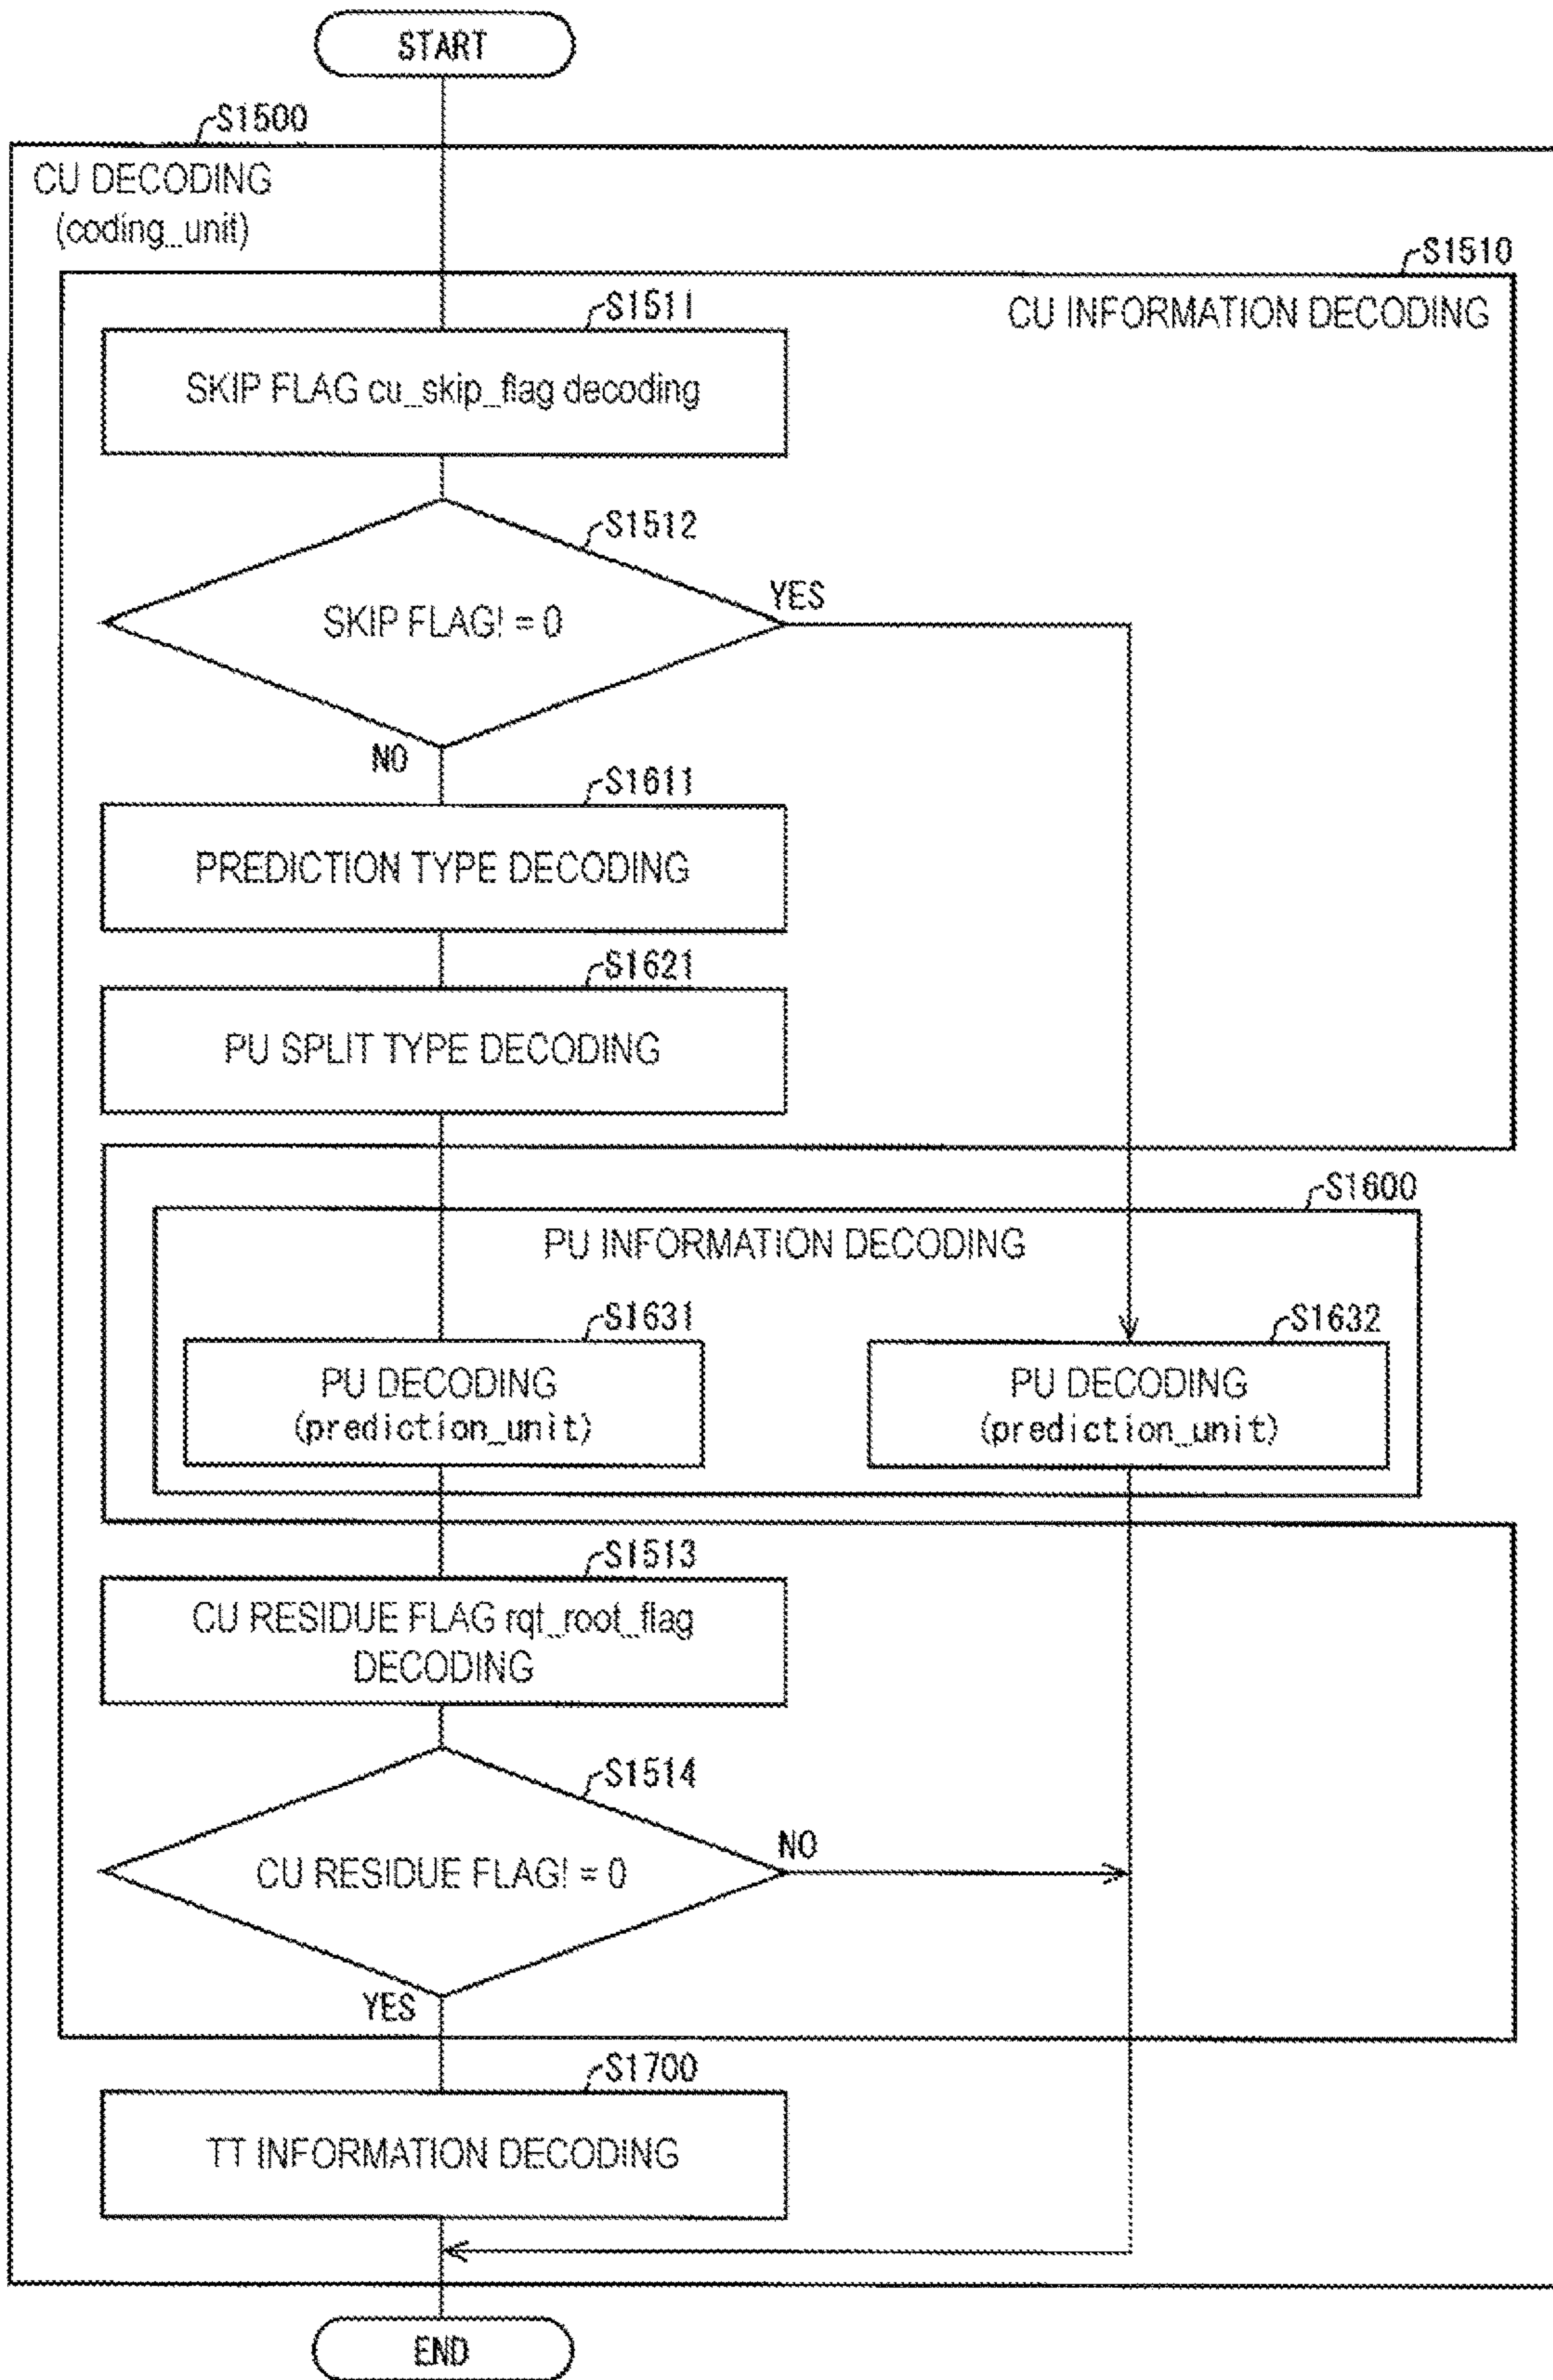 START
S1500
CU DECODING
(coding_unit)
S1510
CU INFORMATION DECODING
S1511
SKIP FLAG cu_skip_flag decoding
S1512
SKIP FLAG! = 0
YES
NO
S1611
PREDICTION TYPE DECODING
S1621
PU SPLIT TYPE DECODING
S1600
PU INFORMATION DECODING
S1631
PU DECODING
(prediction_unit)
S1632
PU DECODING
(prediction_unit)
S1513
CU RESIDUE FLAG rqt_root_flag
DECODING
S1514
CU RESIDUE FLAG! = 0
NO
YES
S1700
TT INFORMATION DECODING
END